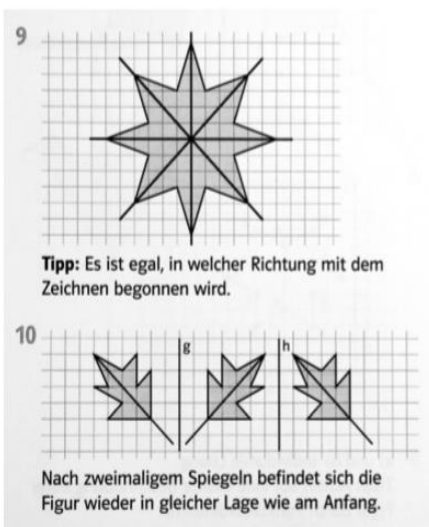 9
Tipp: Es ist egal, in welcher Richtung mit dem
Zeichnen begonnen wird.
10
g
h
Nach zweimaligem Spiegeln befindet sich die
Figur wieder in gleicher Lage wie am Anfang.